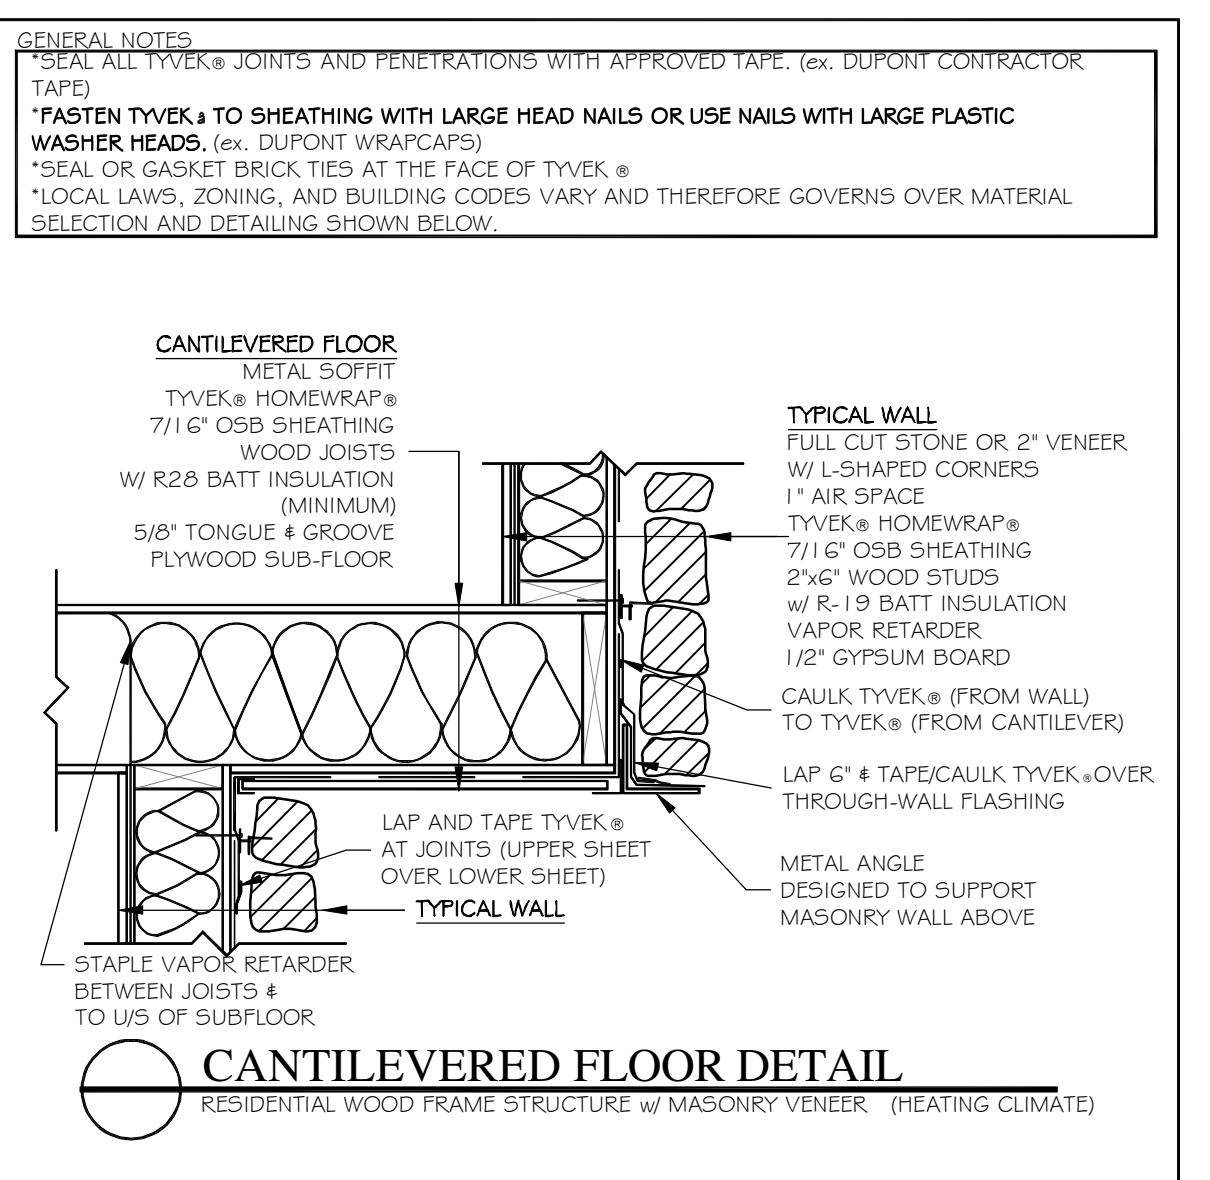 GENERAL NOTES
*SEAL ALL TYVEK® JOINTS AND PENETRATIONS WITH APPROVED TAPE. (ex. DUPONT CONTRACTOR
TAPE)
*FASTEN TYVEK a TO SHEATHING WITH LARGE HEAD NAILS OR USE NAILS WITH LARGE PLASTIC
WASHER HEADS. (ex. DUPONT WRAPCAPS)
*SEAL OR GASKET BRICK TIES AT THE FACE OF TYVEK ®
*LOCAL LAWS, ZONING, AND BUILDING CODES VARY AND THEREFORE GOVERNS OVER MATERIAL
SELECTION AND DETAILING SHOWN BELOW.
CANTILEVERED FLOOR
METAL SOFFIT
TYVEK® HOMEWRAP®
7/16" OSB SHEATHING
WOOD JOISTS
W/ R28 BATT INSULATION
(MINIMUM)
5/8" TONGUE & GROOVE
PLYWOOD SUB-FLOOR
TYPICAL WALL
FULL CUT STONE OR 2" VENEER
W/ L-SHAPED CORNERS
1" AIR SPACE
TYVEK® HOMEWRAP®
7/16" OSB SHEATHING
2"x6" WOOD STUDS
w/ R-19 BATT INSULATION
VAPOR RETARDER
1/2" GYPSUM BOARD
CAULK TYVEK® (FROM WALL)
TO TYVEK® (FROM CANTILEVER)
LAP 6" & TAPE/CAULK TYVEK®OVER
THROUGH-WALL FLASHING
METAL ANGLE
DESIGNED TO SUPPORT
MASONRY WALL ABOVE
LAP AND TAPE TYVEK®
AT JOINTS (UPPER SHEET
OVER LOWER SHEET)
TYPICAL WALL
STAPLE VAPOR RETARDER
BETWEEN JOISTS &
TO U/S OF SUBFLOOR
CANTILEVERED FLOOR DETAIL
RESIDENTIAL WOOD FRAME STRUCTURE w/ MASONRY VENEER (HEATING CLIMATE)